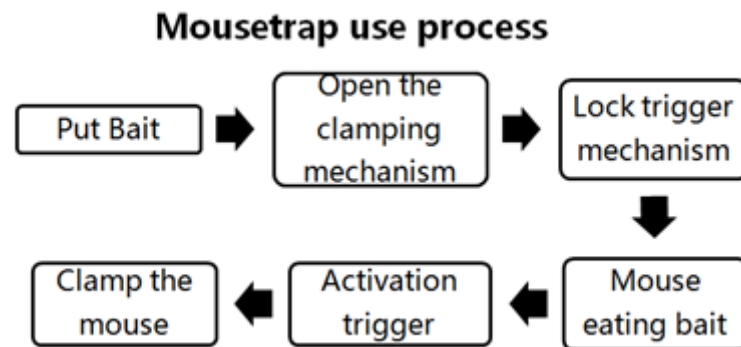 Mousetrap use process
Put Bait
Open the
clamping
mechanism
Lock trigger
mechanism
Mouse
eating bait
Activation
trigger
Clamp the
mouse